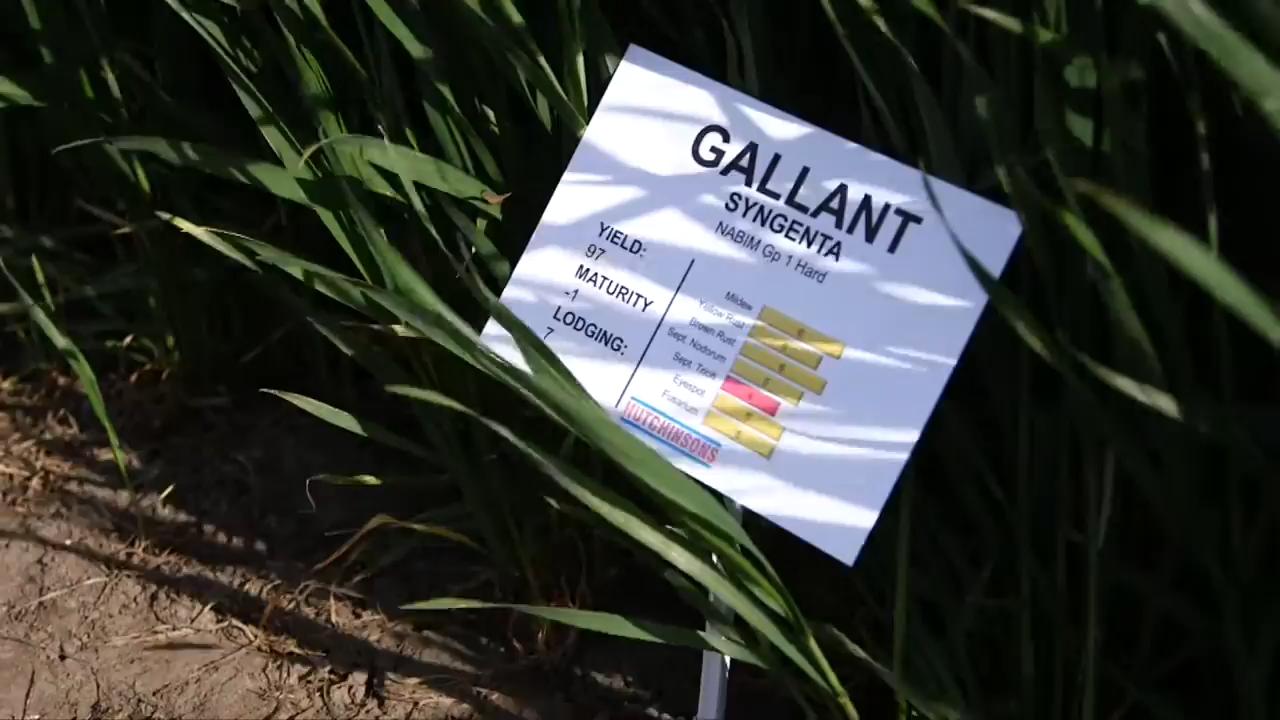 GALLANT
SYNGENTA
NABIM Gp 1 Hard
YIELD:
97
MATURITY
-1
LODGING:
7
Mildew
Yellow Rust
Brown Rust
Sept. Nodorum
Sept. Tritici
Eyespot
Fusarium
HUTCHINSONS